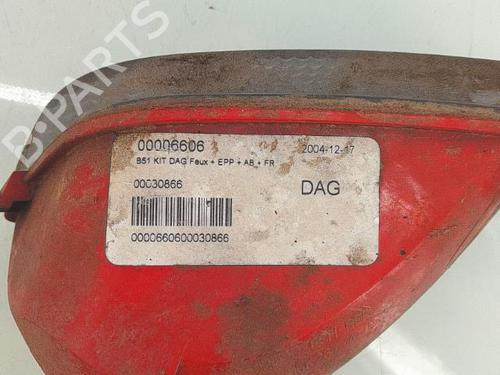 00006606 2004-12-17
B51 KIT DAG Feux + EPP + AB + FR
00030866 DAG
0000660600030866
B-PARTS